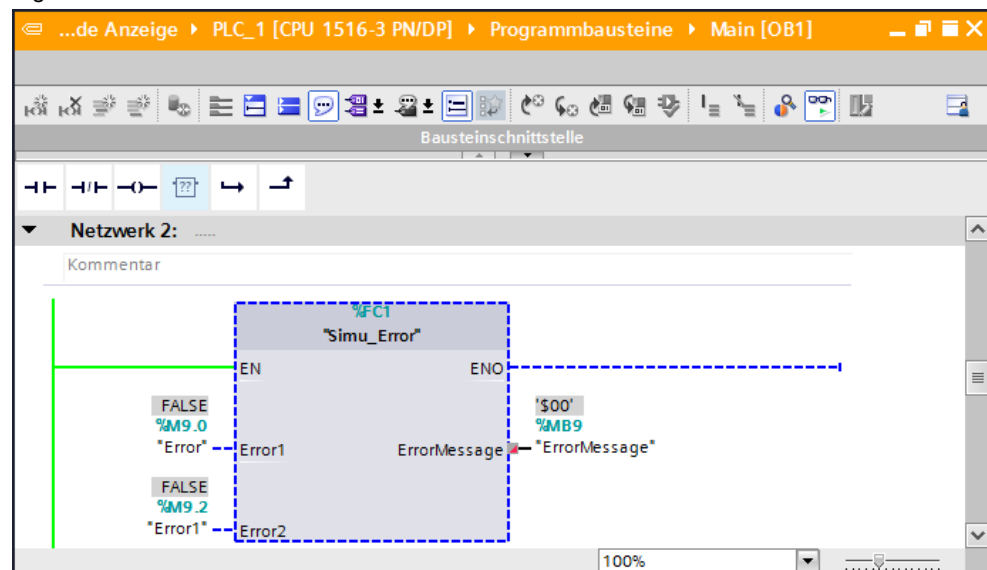 ...de Anzeige ▸ PLC_1 [CPU 1516-3 PN/DP] ▸ Programmbausteine ▸ Main [OB1]
Bausteinschnittstelle
??
Netzwerk 2: .....
Kommentar
%FC1
"Simu_Error"
EN ENO
FALSE '$00'
%M9.0 %MB9
"Error" Error1 ErrorMessage "ErrorMessage"
FALSE
%M9.2
"Error1" Error2
100%